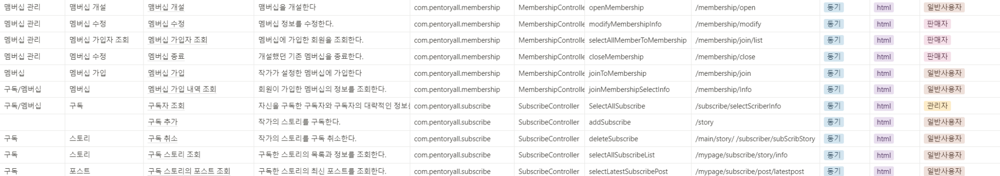 맴버십 관리 맴버십 개설 맴버십 개설 맴버십을 개설한다 com.pentoryall.membership MembershipControlle openMembership /membership/open 동기 html 일반사용자
멤버십 관리 멤버십 수정 멤버십 수정 멤버십 정보를 수정한다. com.pentoryall.membership MembershipControlle modifyMembershipInfo /membership/modify 동기 html 판매자
멤버십 관리 멤버십 가입자 조회 멤버십 가입자 조회 멤버십에 가입한 회원을 조회한다. com.pentoryall.membership MembershipControlle selectAllMemberToMembership /membership/join/list 동기 html 판매자
멤버십 관리 멤버십 수정 멤버십 종료 개설했던 기존 멤버십을 종료한다. com.pentoryall.membership MembershipControlle closeMembership /membership/close 동기 html 판매자
멤버십 멤버십 가입 멤버십 가입 작가가 설정한 멤버십에 가입한다 com.pentoryall.membership MembershipControlle joinToMembership /membership/join 동기 html 일반사용자
구독/멤버십 멤버십 멤버십 가입 내역 조회 회원이 가입한 멤버십의 정보를 조회한다. com.pentoryall.membership MembershipControlle joinMembershipSelectInfo /membership/Info 동기 html 일반사용자
구독/멤버십 구독 구독자 조회 자신을 구독한 구독자와 구독자의 대략적인 정보를 com.pentoryall.subscribe SubscribeController SelectAllSubscribe /subscribe/selectScriberInfo 동기 html 관리자
구독 추가 작가의 스토리를 구독한다. com.pentoryall.subscribe SubscribeController addSubscribe /story 동기 html 일반사용자
구독 스토리 구독 취소 작가의 스토리를 구독 취소한다. com.pentoryall.subscribe SubscribeController deleteSubscribe /main/story/ /subscriber/subScribStory 동기 html 일반사용자
구독 스토리 구독 스토리 조회 구독한 스토리의 목록과 정보를 조회한다. com.pentoryall.subscribe SubscribeController selectAllSubscribeList /mypage/subscribe/story/info 동기 html 일반사용자
구독 포스트 구독 스토리의 포스트 조회 구독한 스토리의 최신 포스트를 조회한다. com.pentoryall.subscribe SubscribeController selectLatestSubscribePost /mypage/subscribe/post/latestpost 동기 html 일반사용자